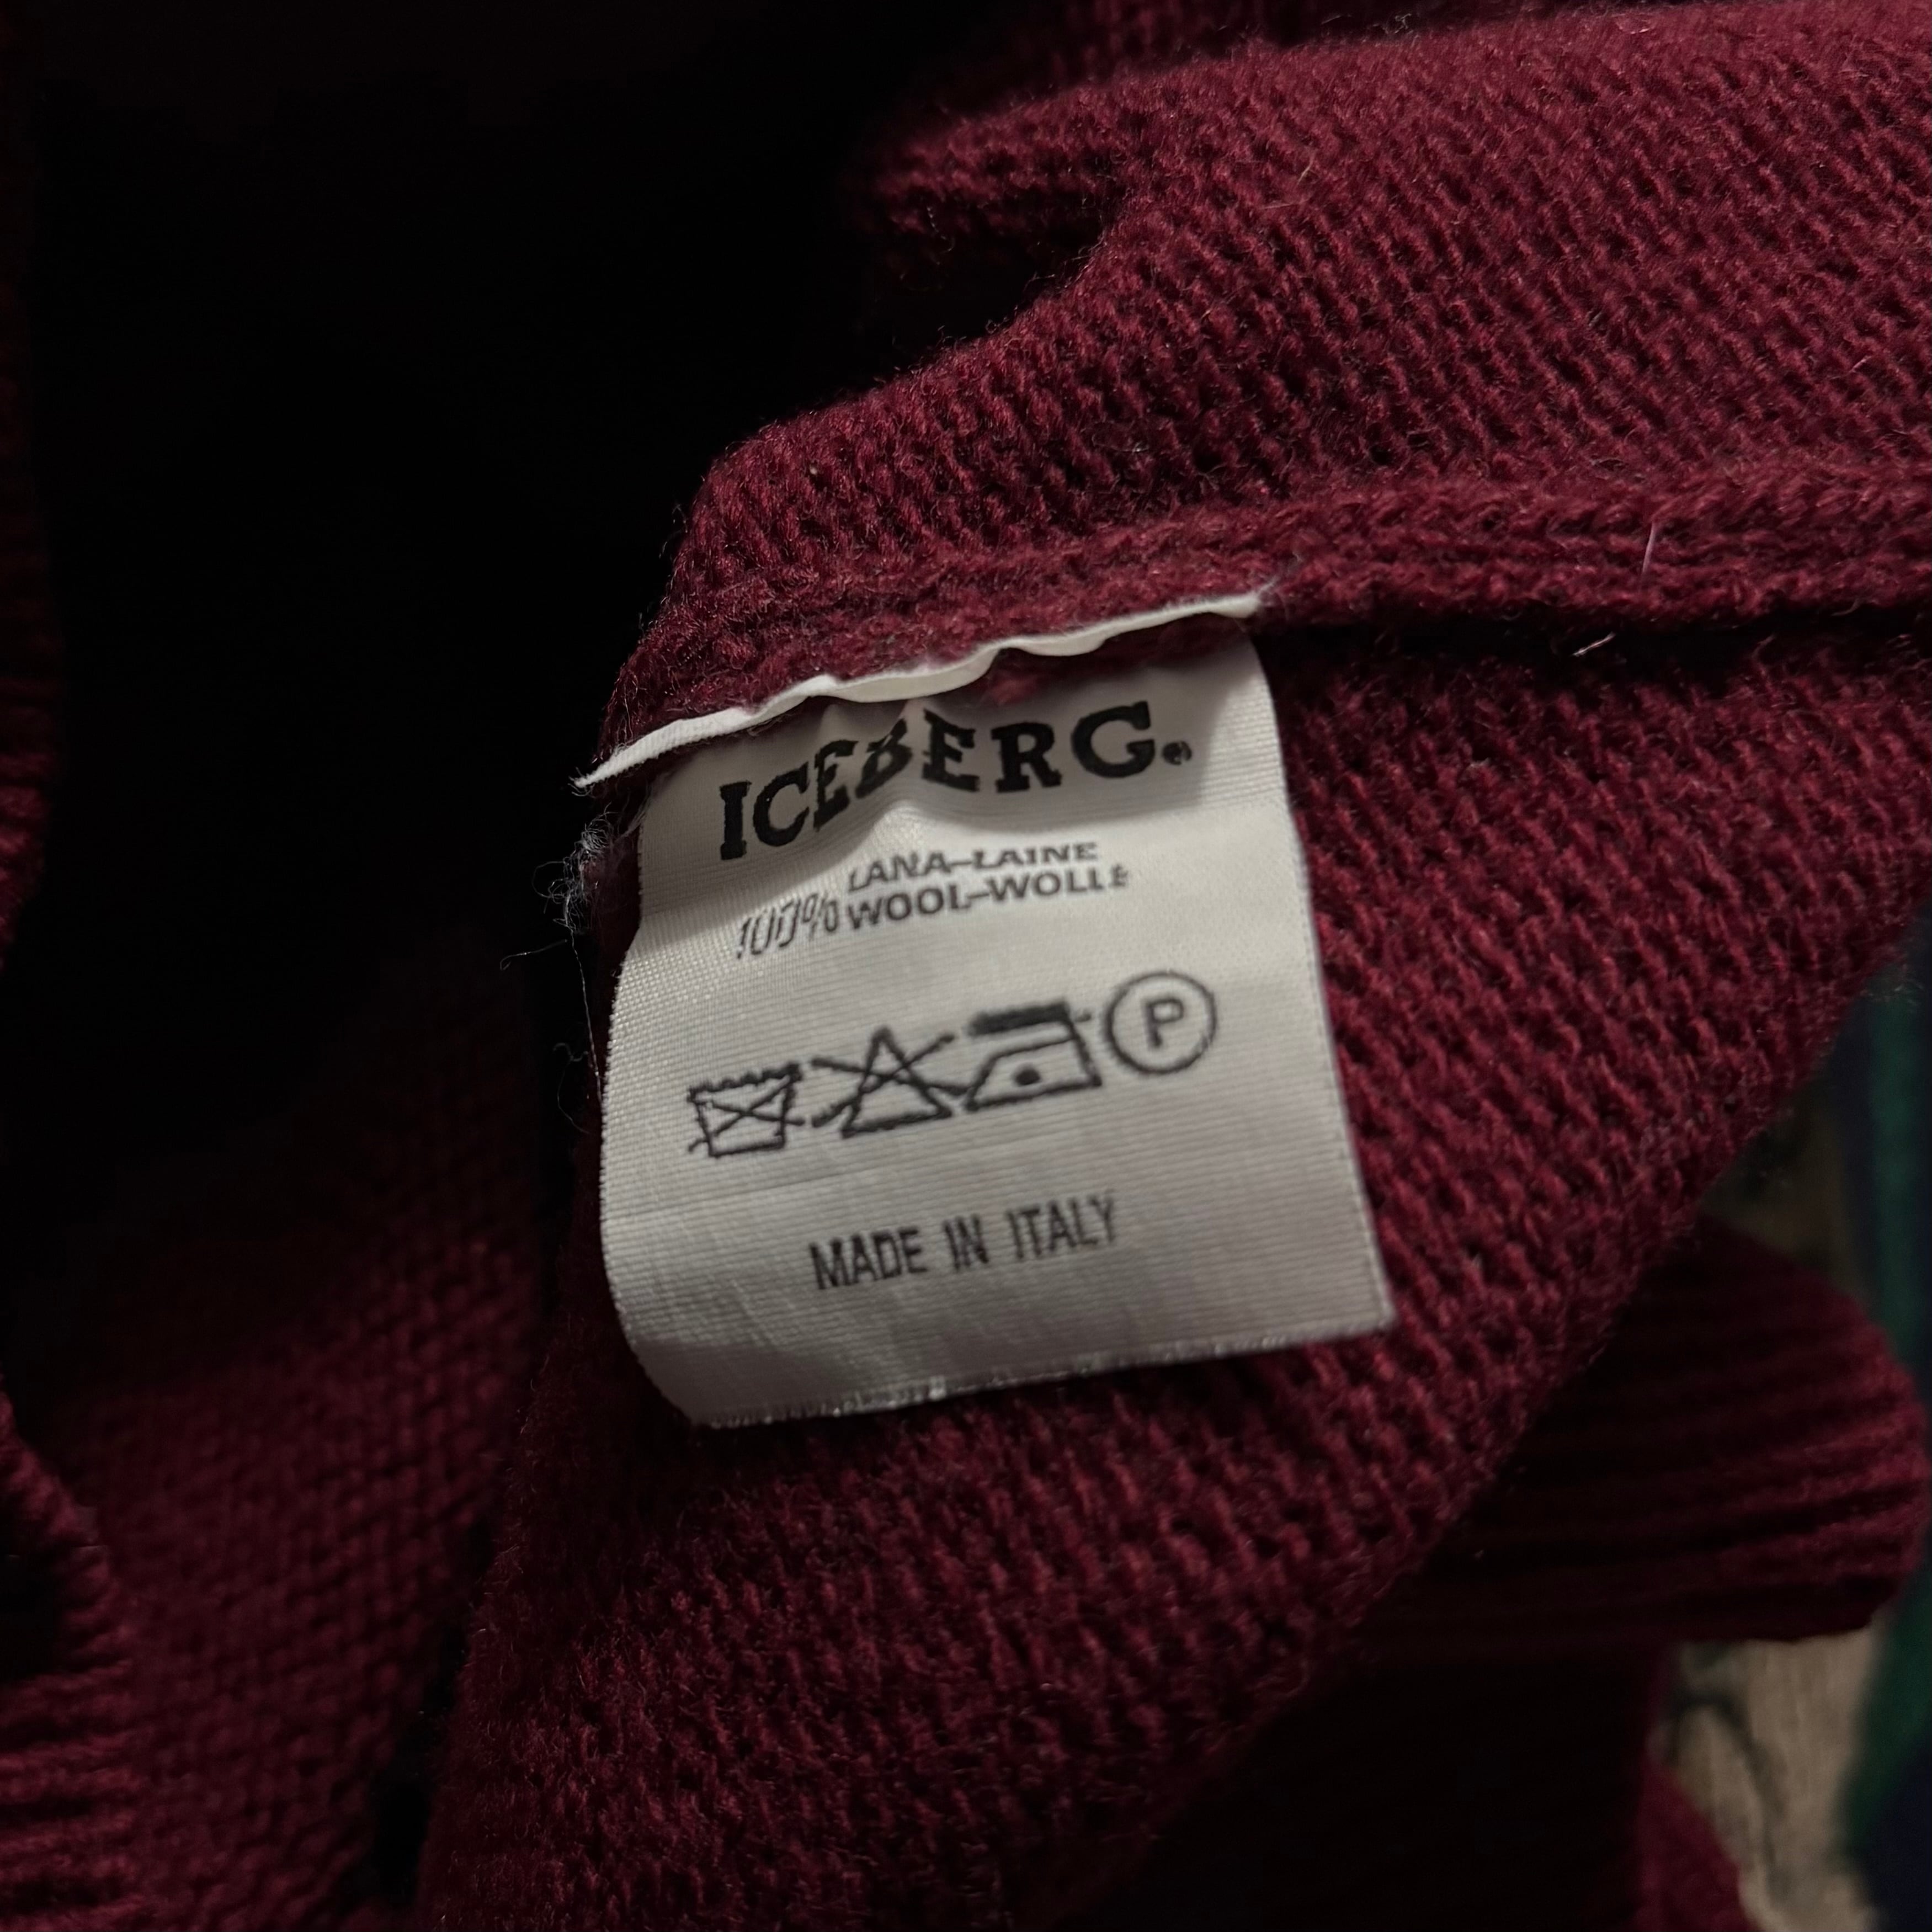 ICEBERG®
LANA-LAINE
100% WOOL-WOLLE
P
MADE IN ITALY